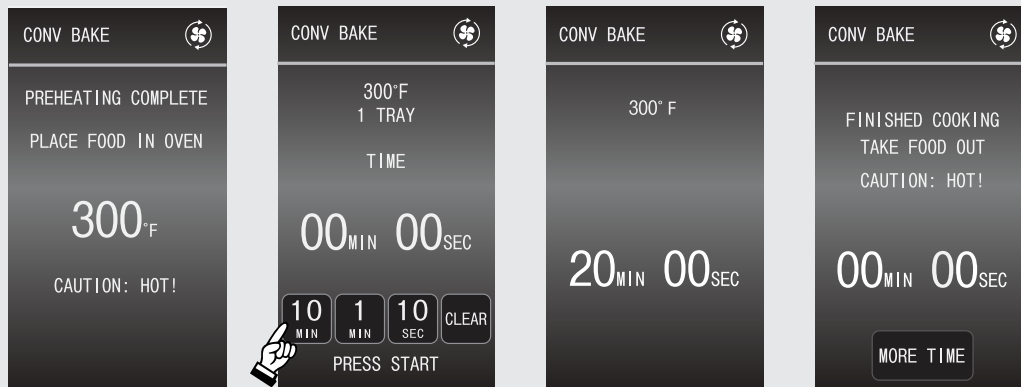 CONV BAKE
PREHEATING COMPLETE
PLACE FOOD IN OVEN
300°F
CAUTION: HOT!
CONV BAKE
300°F
1 TRAY
TIME
00MIN 00SEC
10 MIN 1 MIN 10 SEC CLEAR
PRESS START
CONV BAKE
300°F
20MIN 00SEC
CONV BAKE
FINISHED COOKING
TAKE FOOD OUT
CAUTION: HOT!
00MIN 00SEC
MORE TIME